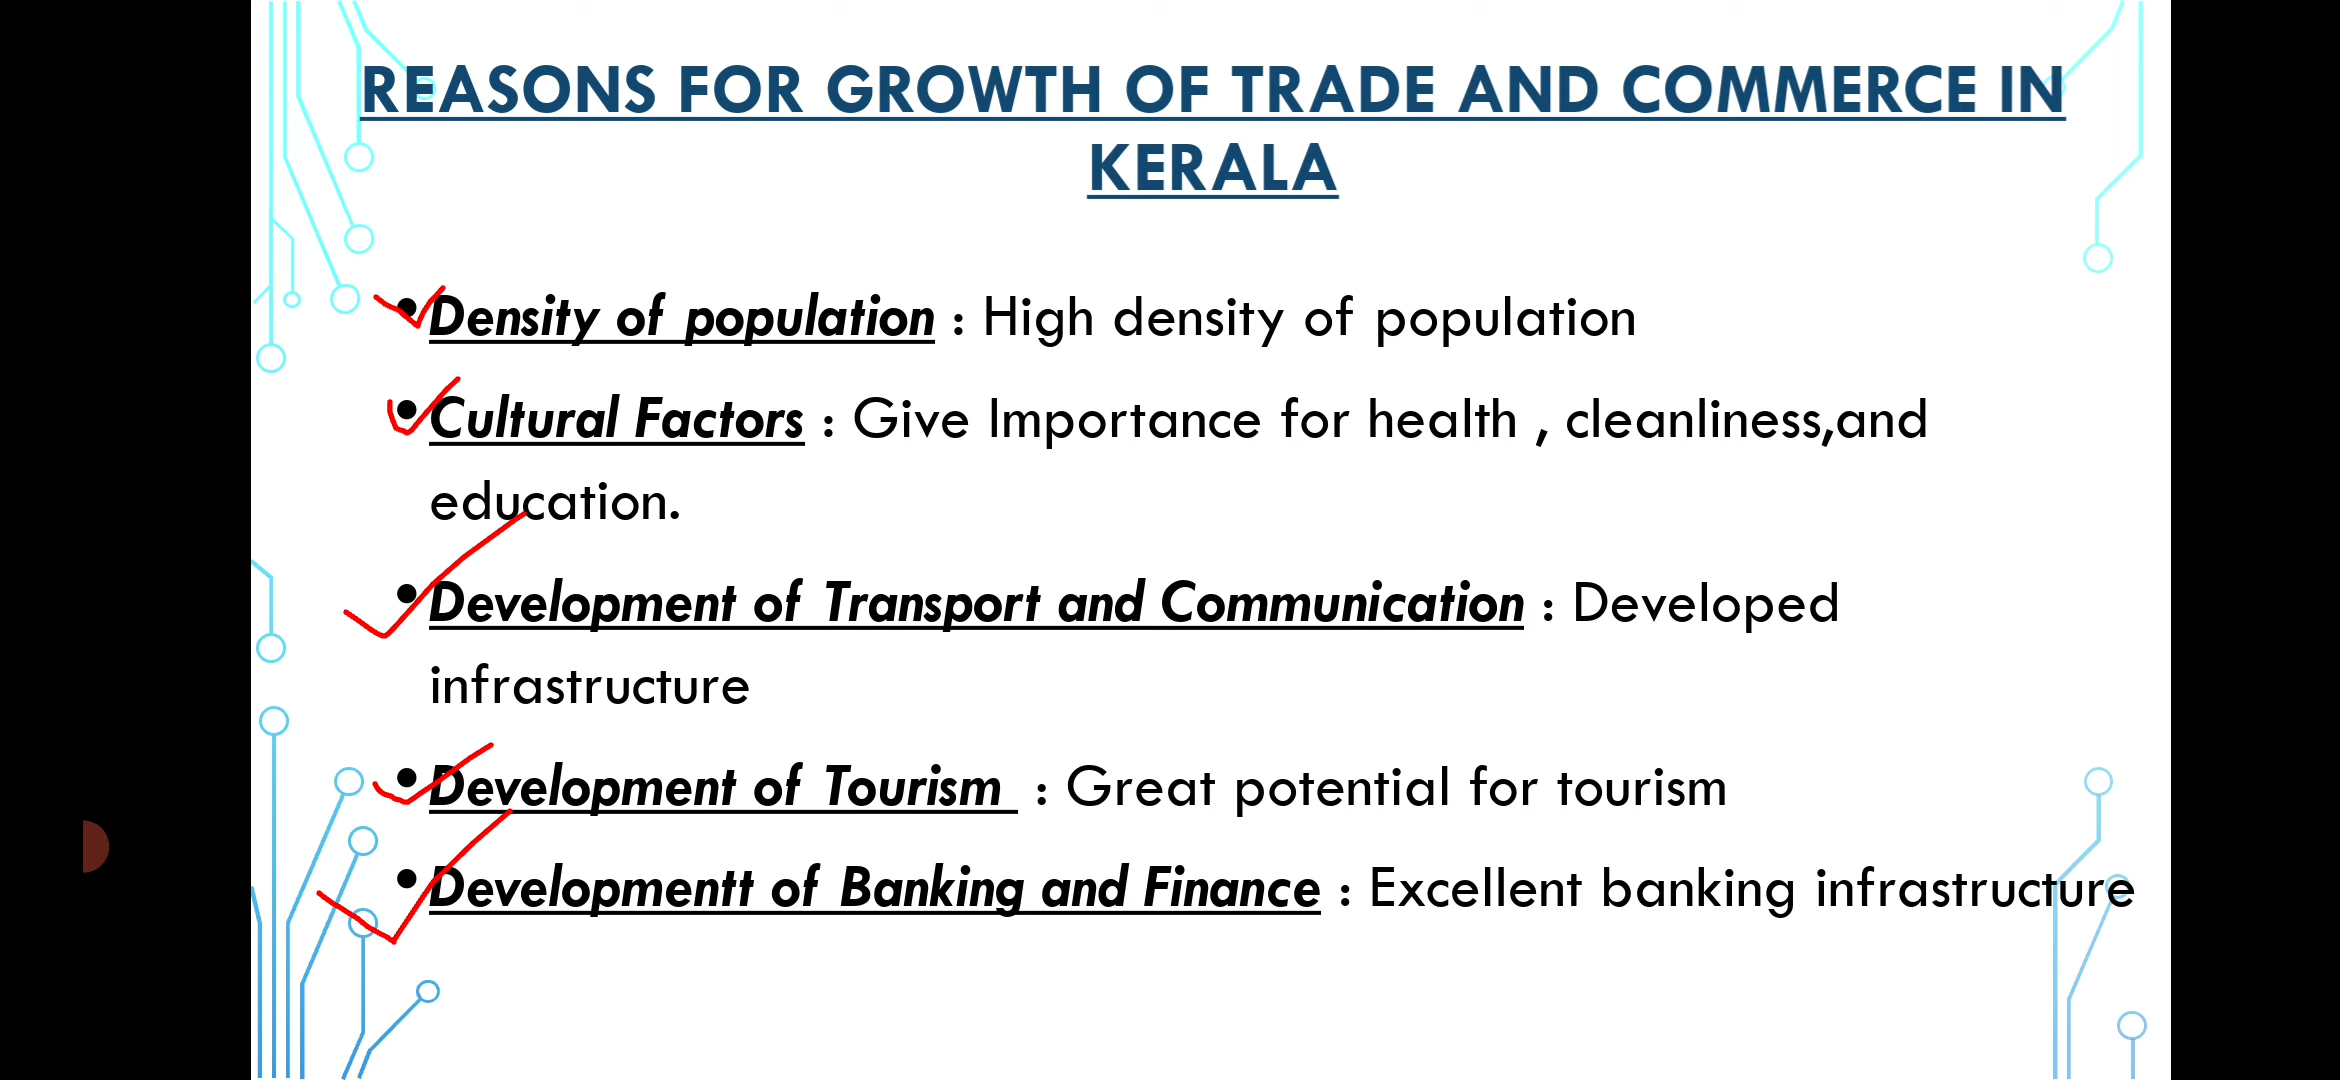 REASONS FOR GROWTH OF TRADE AND COMMERCE IN
KERALA
• Density of population : High density of population
• Cultural Factors : Give Importance for health , cleanliness,and
education.
• Development of Transport and Communication : Developed
infrastructure
• Development of Tourism : Great potential for tourism
• Developmentt of Banking and Finance : Excellent banking infrastructure